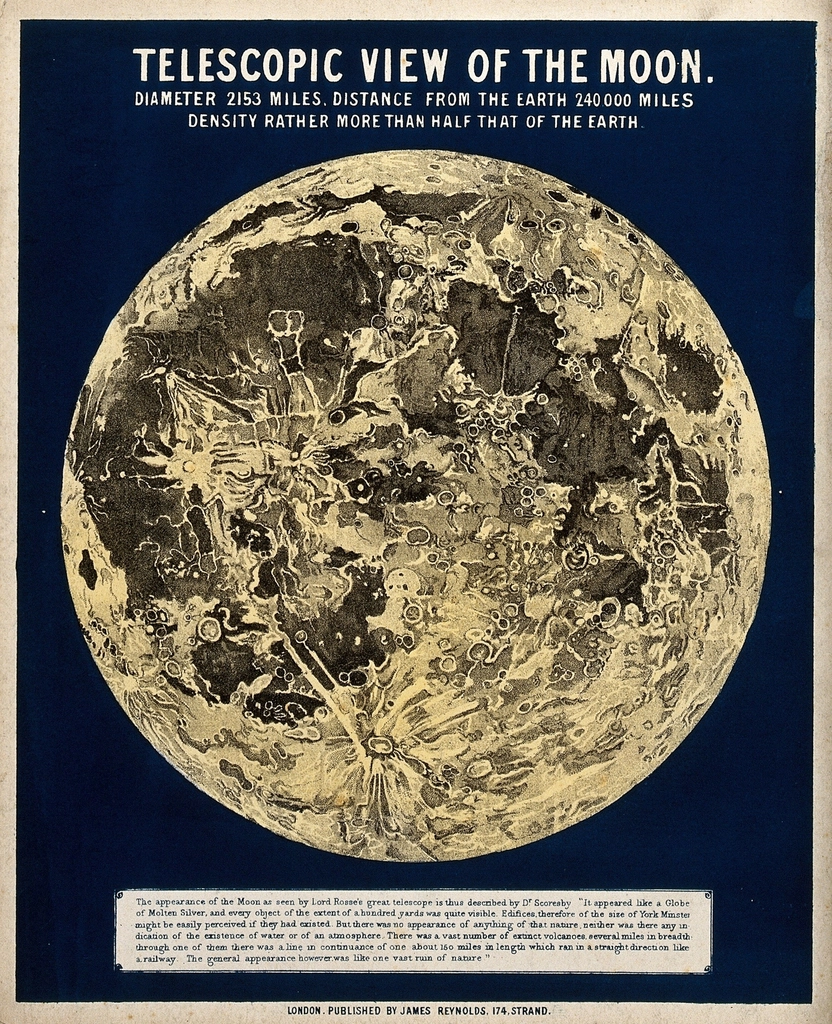 TELESCOPIC VIEW OF THE MOON.
DIAMETER 2153 MILES, DISTANCE FROM THE EARTH 240000 MILES
DENSITY RATHER MORE THAN HALF THAT OF THE EARTH.
The appearance of the Moon as seen by Lord Rosse's great telescope is thus described by Dr Scoresby "It appeared like a Globe
of Molten Silver, and every object of the extent of a hundred yards was quite visible. Edifices, therefore of the size of York Minster
might be easily perceived if they had existed. But there was no appearance of anything of that nature, neither was there any in
dication of the existence of water or of an atmosphere. There was a vast number of extinct volcanoes, several miles in breadth
through one of them there was a line in continuance of one about 150 miles in length which ran in a straight direction like
a railway. The general appearance however, was like one vast ruin of nature"
LONDON. PUBLISHED BY JAMES REYNOLDS, 174, STRAND.